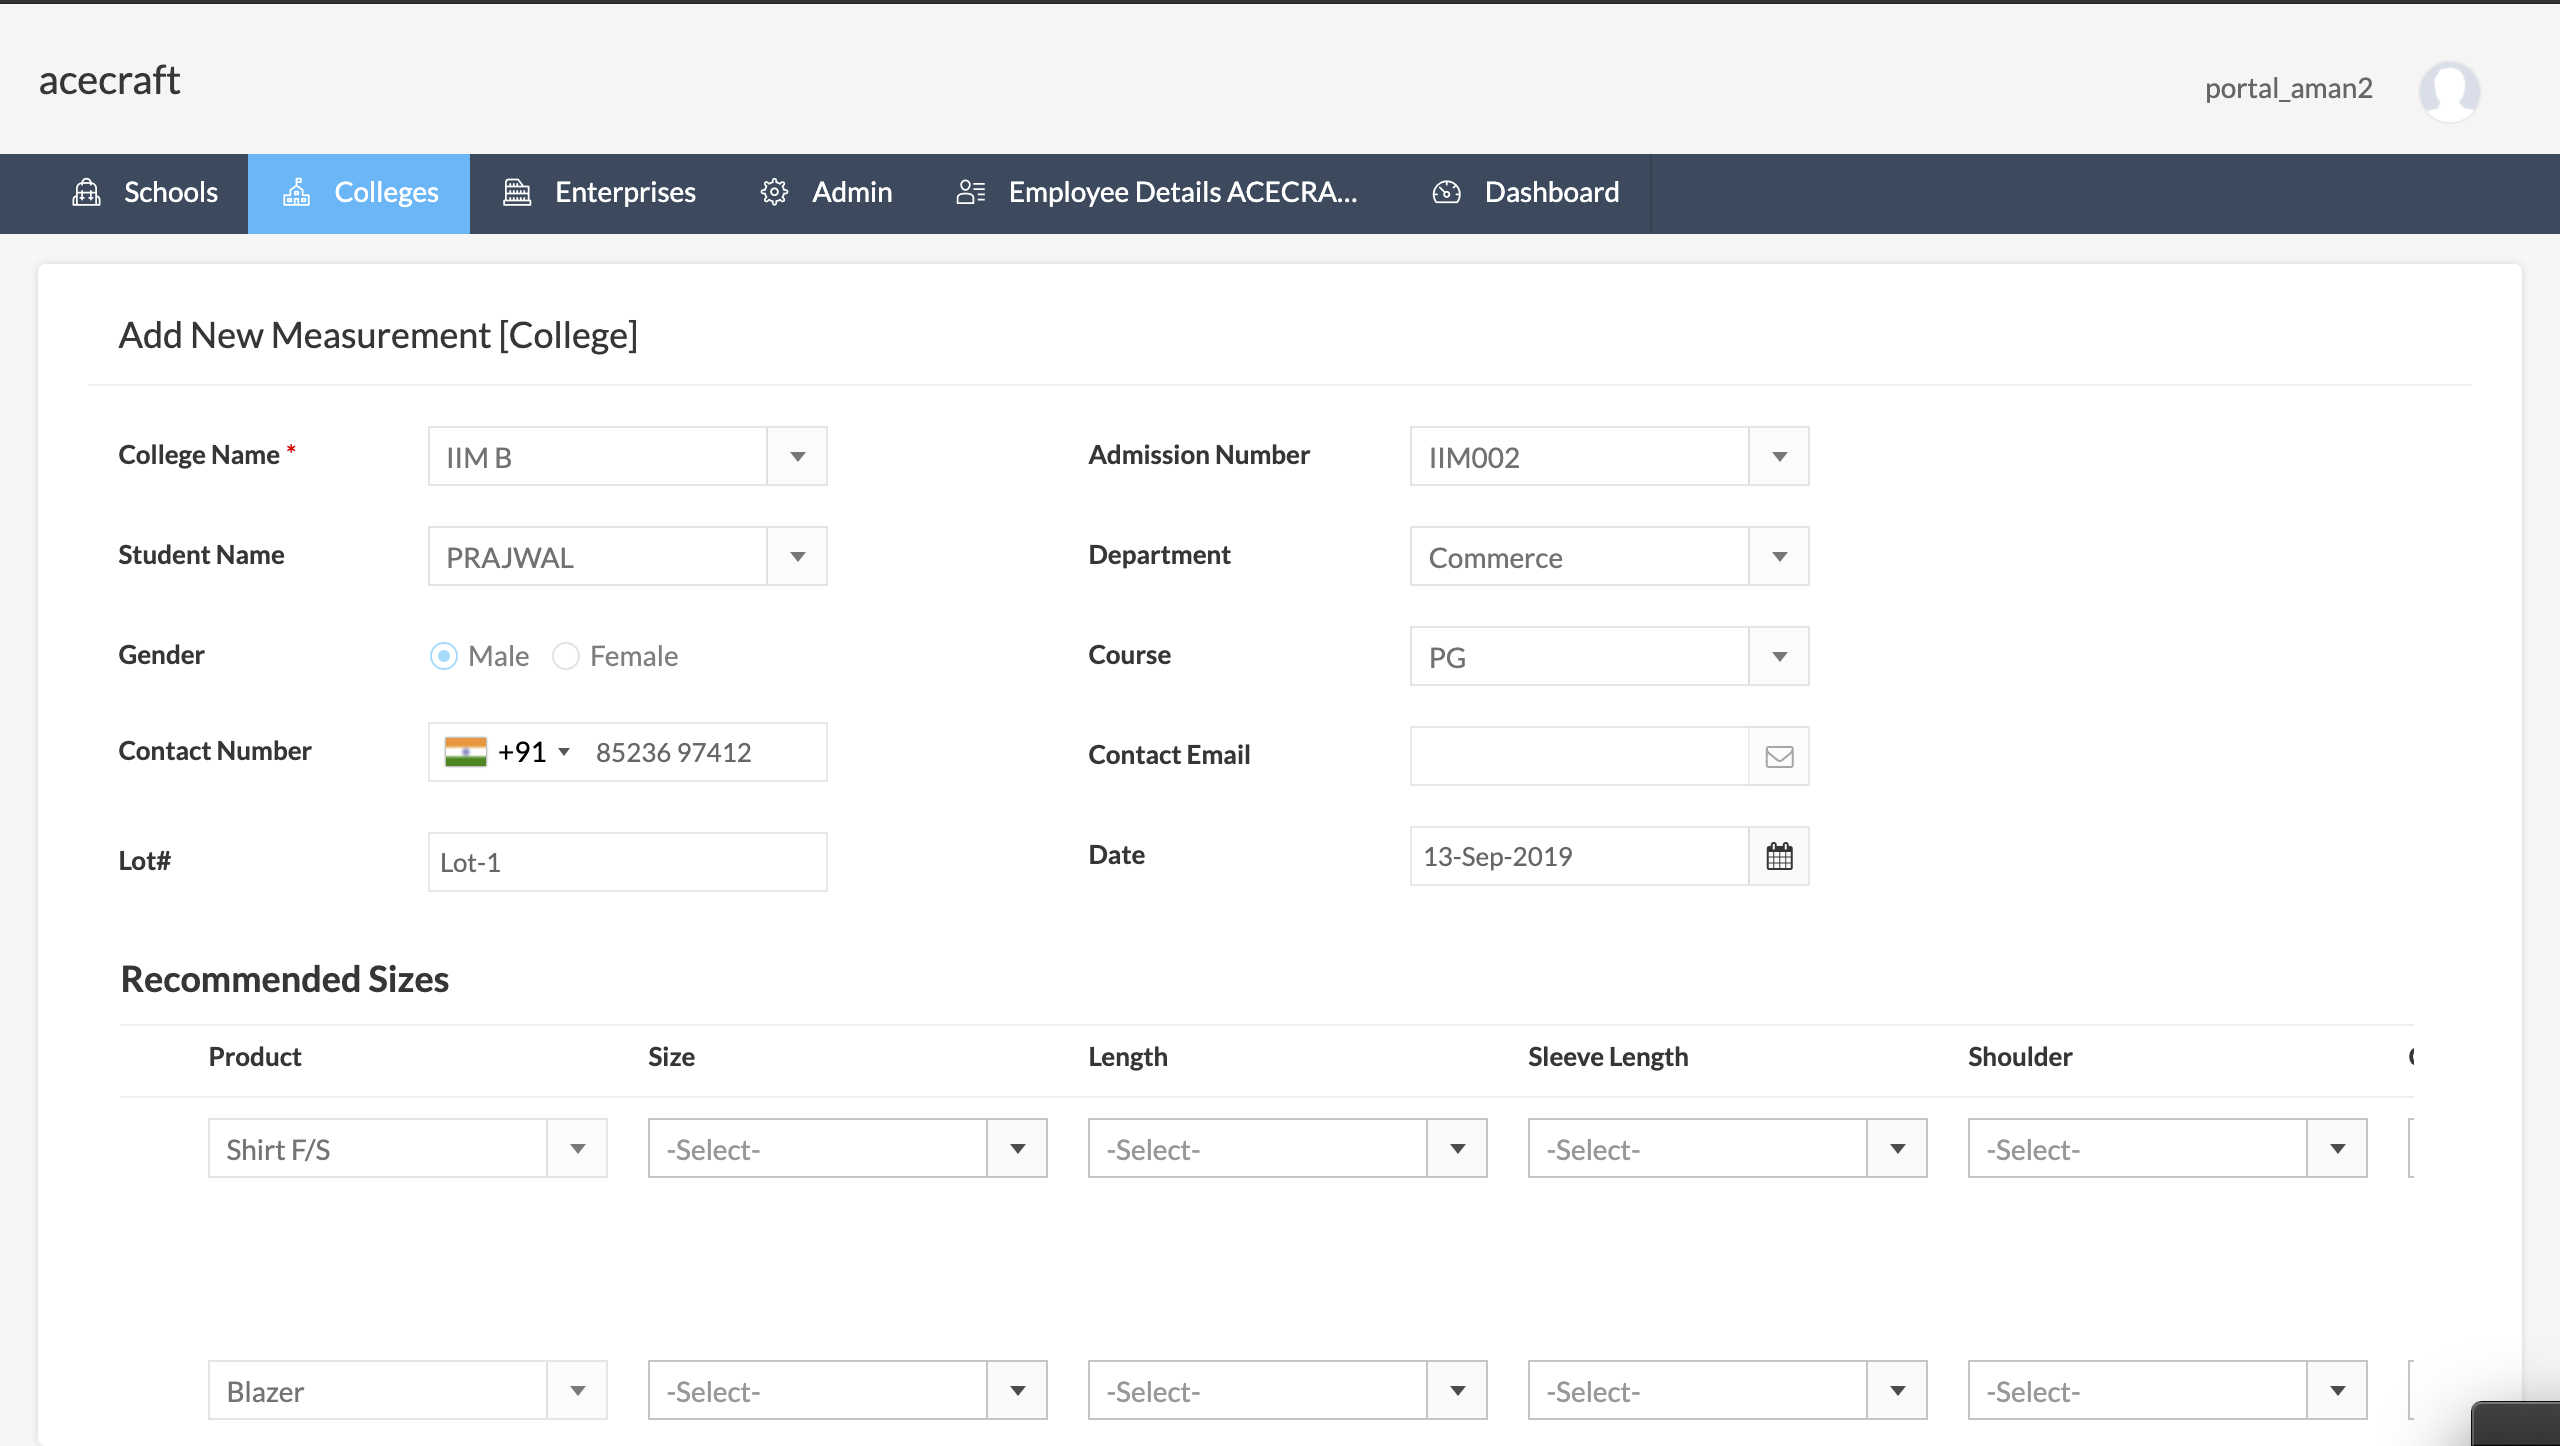 acecraft
portal_aman2
Schools Colleges Enterprises Admin Employee Details ACECRA... Dashboard
Add New Measurement [College]
College Name * IIM B Admission Number IIM002
Student Name PRAJWAL Department Commerce
Gender Male Female Course PG
Contact Number +91 85236 97412 Contact Email
Lot# Lot-1 Date 13-Sep-2019
Recommended Sizes
Product Size Length Sleeve Length Shoulder
Shirt F/S -Select- -Select- -Select- -Select-
Blazer -Select- -Select- -Select- -Select-